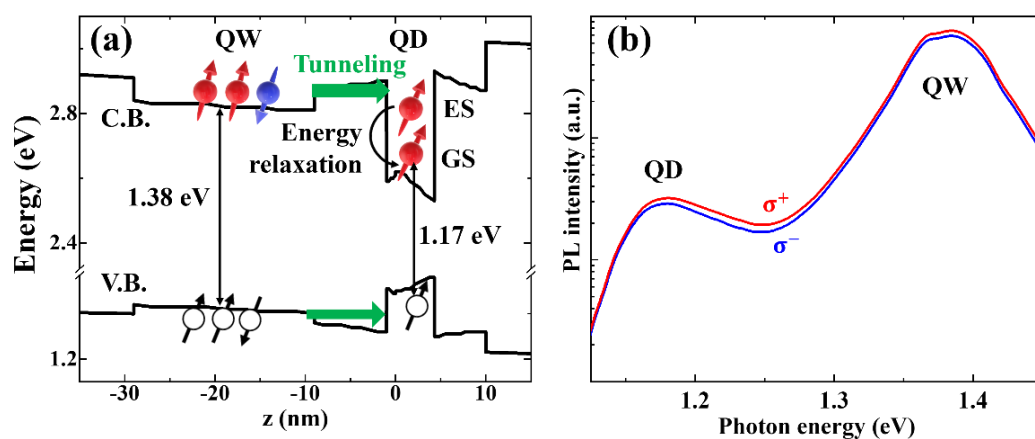 (a)
QW
QD
Tunneling
C.B.
ES
Energy
relaxation
GS
1.38 eV
1.17 eV
V.B.
Energy (eV)
2.8
2.4
1.2
-30
-20
-10
0
10
z (nm)
(b)
QW
QD
σ⁺
σ⁻
PL intensity (a.u.)
1.2
1.3
1.4
Photon energy (eV)